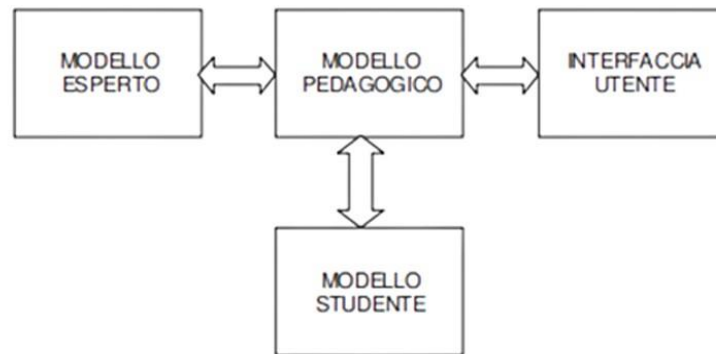 MODELLO
ESPERTO
MODELLO
PEDAGOGICO
INTERFACCIA
UTENTE
MODELLO
STUDENTE